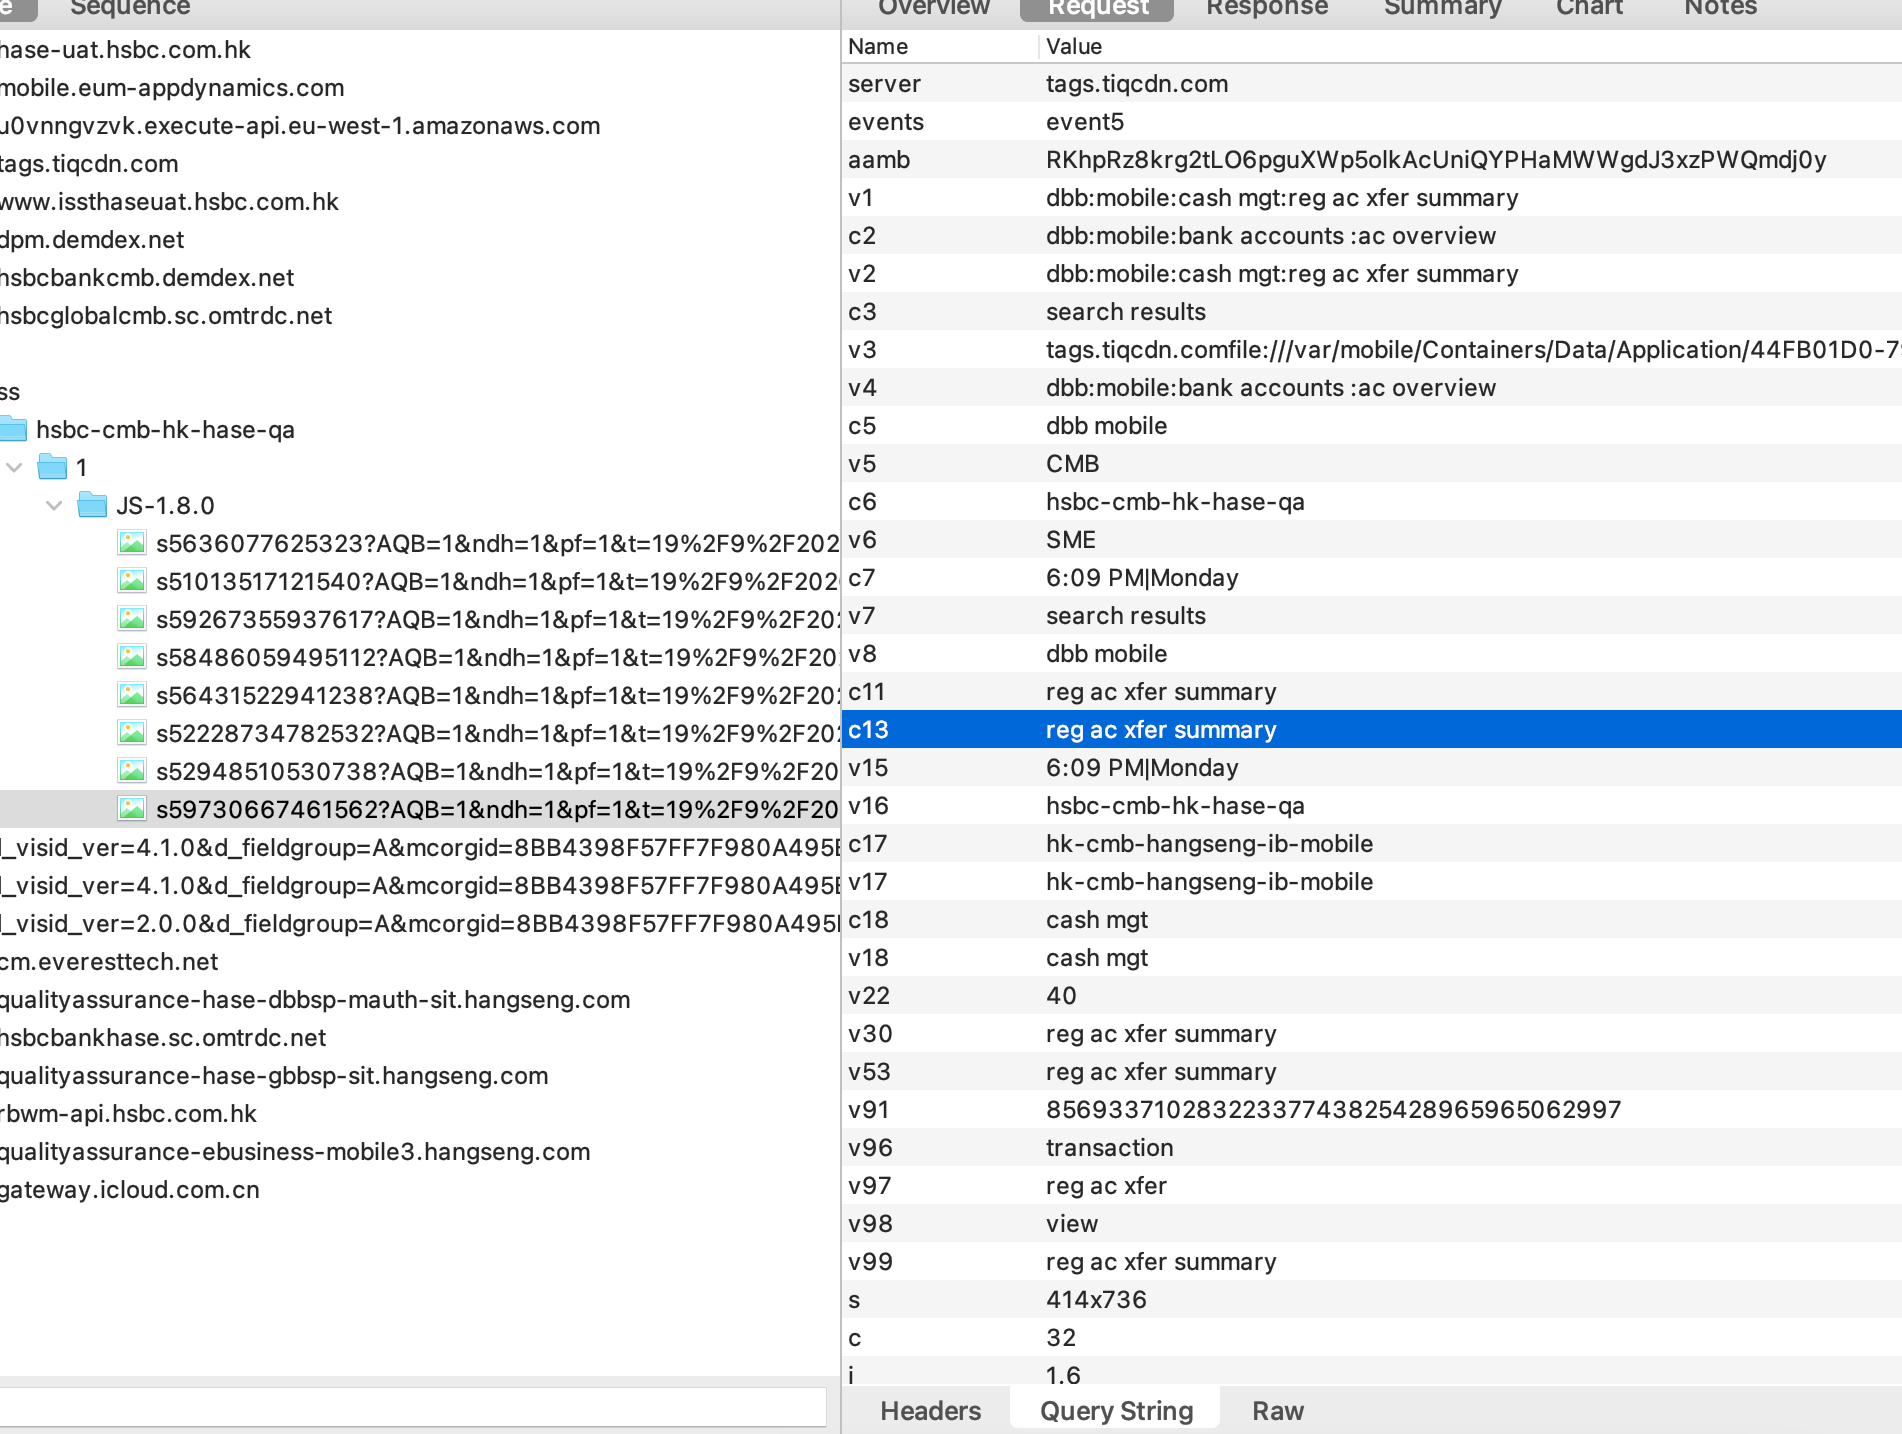 e Sequence
hase-uat.hsbc.com.hk
mobile.eum-appdynamics.com
u0vnngvzvk.execute-api.eu-west-1.amazonaws.com
tags.tiqcdn.com
www.issthaseuat.hsbc.com.hk
dpm.demdex.net
hsbcbankcmb.demdex.net
hsbcglobalcmb.sc.omtrdc.net
ss
hsbc-cmb-hk-hase-qa
1
JS-1.8.0
s5636077625323?AQB=1&ndh=1&pf=1&t=19%2F9%2F202
s51013517121540?AQB=1&ndh=1&pf=1&t=19%2F9%2F202
s59267355937617?AQB=1&ndh=1&pf=1&t=19%2F9%2F202
s58486059495112?AQB=1&ndh=1&pf=1&t=19%2F9%2F20
s56431522941238?AQB=1&ndh=1&pf=1&t=19%2F9%2F202
s52228734782532?AQB=1&ndh=1&pf=1&t=19%2F9%2F202
s52948510530738?AQB=1&ndh=1&pf=1&t=19%2F9%2F20
s59730667461562?AQB=1&ndh=1&pf=1&t=19%2F9%2F20
d_visid_ver=4.1.0&d_fieldgroup=A&mcorgid=8BB4398F57FF7F980A495E
d_visid_ver=4.1.0&d_fieldgroup=A&mcorgid=8BB4398F57FF7F980A495E
d_visid_ver=2.0.0&d_fieldgroup=A&mcorgid=8BB4398F57FF7F980A495
cm.everesttech.net
qualityassurance-hase-dbbsp-mauth-sit.hangseng.com
hsbcbankhase.sc.omtrdc.net
qualityassurance-hase-gbbsp-sit.hangseng.com
rbwm-api.hsbc.com.hk
qualityassurance-ebusiness-mobile3.hangseng.com
gateway.icloud.com.cn
Overview Request Response Summary Chart Notes
Name Value
server tags.tiqcdn.com
events event5
aamb RKhpRz8krg2tLO6pguXWp5olkAcUniQYPHaMWWgdJ3xzPWQmdj0y
v1 dbb:mobile:cash mgt:reg ac xfer summary
c2 dbb:mobile:bank accounts :ac overview
v2 dbb:mobile:cash mgt:reg ac xfer summary
c3 search results
v3 tags.tiqcdn.comfile:///var/mobile/Containers/Data/Application/44FB01D0-79
v4 dbb:mobile:bank accounts :ac overview
c5 dbb mobile
v5 CMB
c6 hsbc-cmb-hk-hase-qa
v6 SME
c7 6:09 PM|Monday
v7 search results
v8 dbb mobile
c11 reg ac xfer summary
c13 reg ac xfer summary
v15 6:09 PM|Monday
v16 hsbc-cmb-hk-hase-qa
c17 hk-cmb-hangseng-ib-mobile
v17 hk-cmb-hangseng-ib-mobile
c18 cash mgt
v18 cash mgt
v22 40
v30 reg ac xfer summary
v53 reg ac xfer summary
v91 85693371028322337743825428965965062997
v96 transaction
v97 reg ac xfer
v98 view
v99 reg ac xfer summary
s 414x736
c 32
j 1.6
Headers Query String Raw